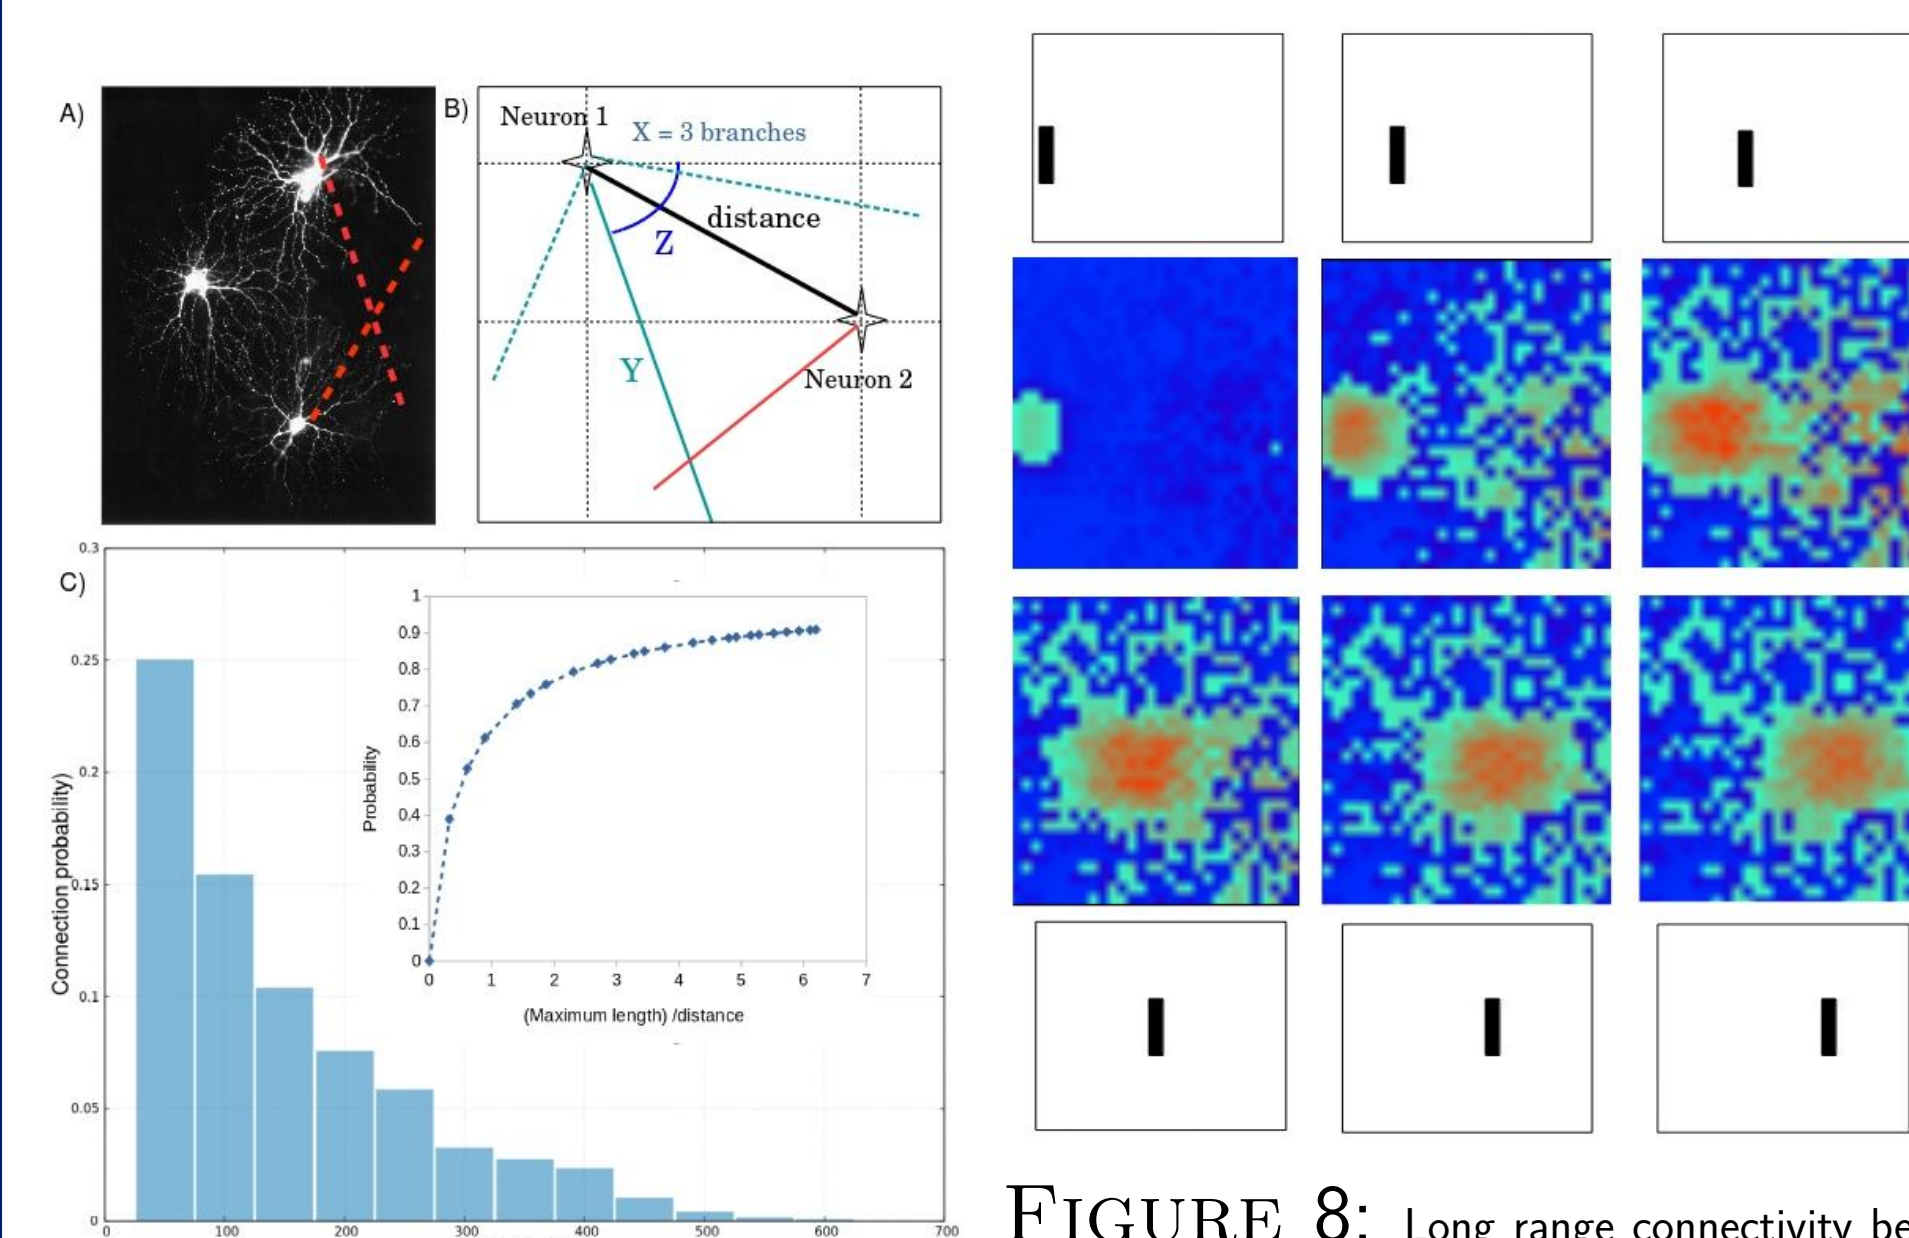 A)
B)
Neuron 1
X = 3 branches
distance
Z
Y
Neuron 2
C)
0.3
0.25
0.2
0.15
0.1
0.05
0
Connection probability)
0
100
200
300
400
500
600
700
1
0.9
0.8
0.7
0.6
0.5
0.4
0.3
0.2
0.1
0
Probability
0
1
2
3
4
5
6
7
(Maximum length) /distance
FIGURE 8: Long range connectivity be